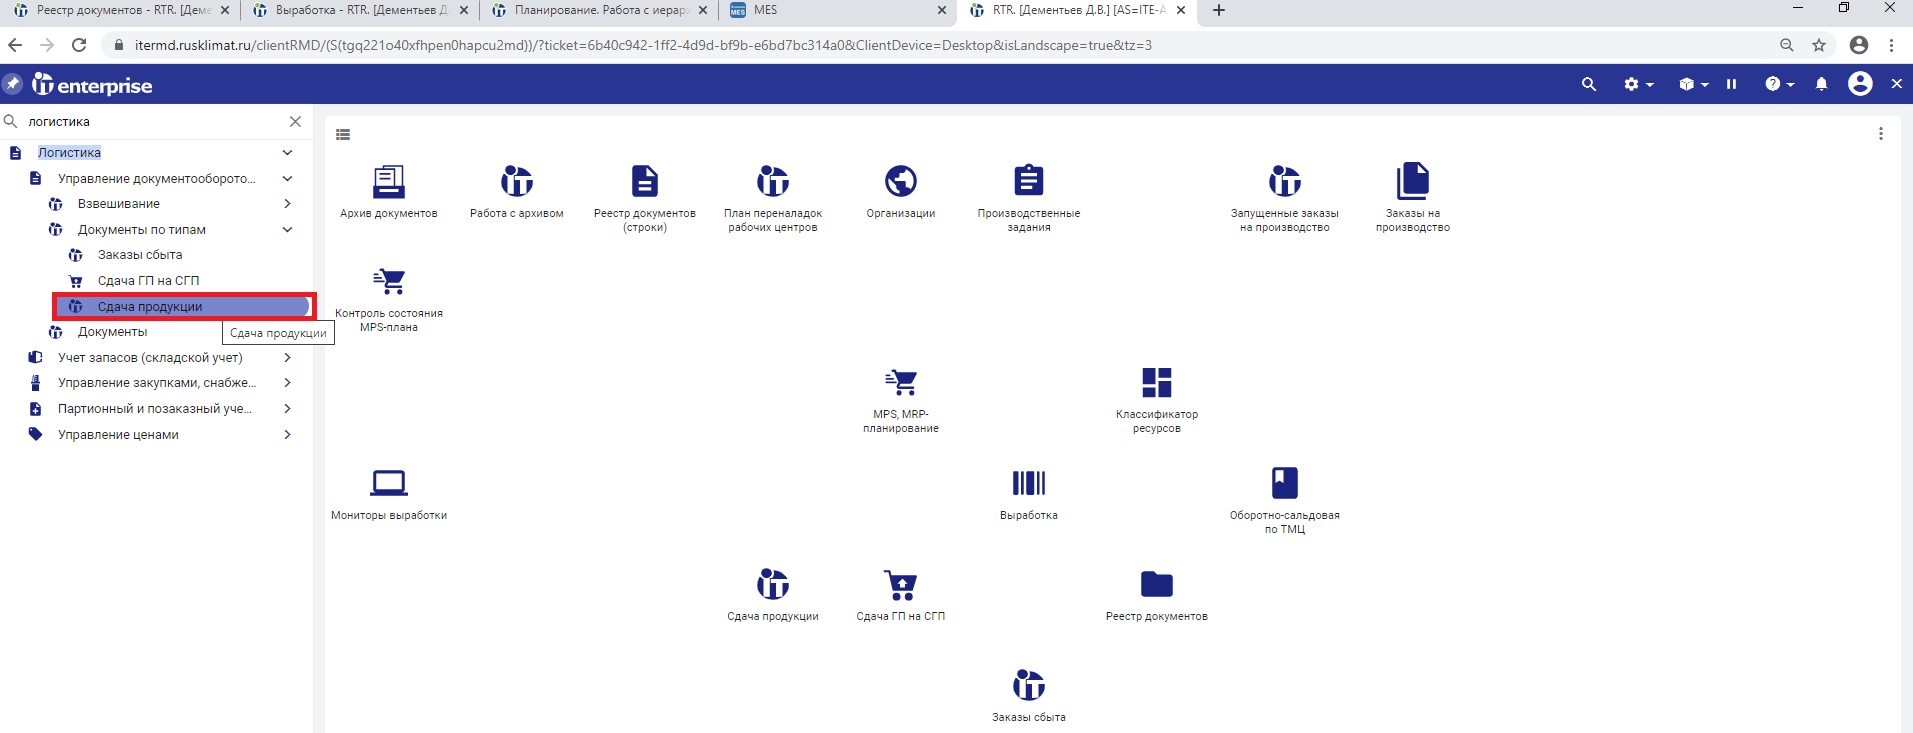 Реестр документов - RTR. [Деме
Выработка - RTR. [Дементьев Д
Планирование. Работа с иерарх
MES
RTR. [Дементьев Д.В.] [AS=ITE-A
itermd.rusklimat.ru/clientRMD/(S(tgq221o40xfhpen0hapcu2md))/?ticket=6b40c942-1ff2-4d9d-bf9b-e6bd7bc314a0&ClientDevice=Desktop&isLandscape=true&tz=3
it enterprise
логистика
Логистика
Управление документооборото...
Взвешивание
Документы по типам
Заказы сбыта
Сдача ГП на СГП
Сдача продукции
Документы
Сдача продукции
Учет запасов (складской учет)
Управление закупками, снабже...
Партионный и позаказный уче...
Управление ценами
Архив документов
Работа с архивом
Реестр документов
(строки)
План переналадок
рабочих центров
Организации
Производственные
задания
Запущенные заказы
на производство
Заказы на
производство
Контроль состояния
MPS-плана
MPS, MRP-
планирование
Классификатор
ресурсов
Мониторы выработки
Выработка
Оборотно-сальдовая
по ТМЦ
Сдача продукции
Сдача ГП на СГП
Реестр документов
Заказы сбыта